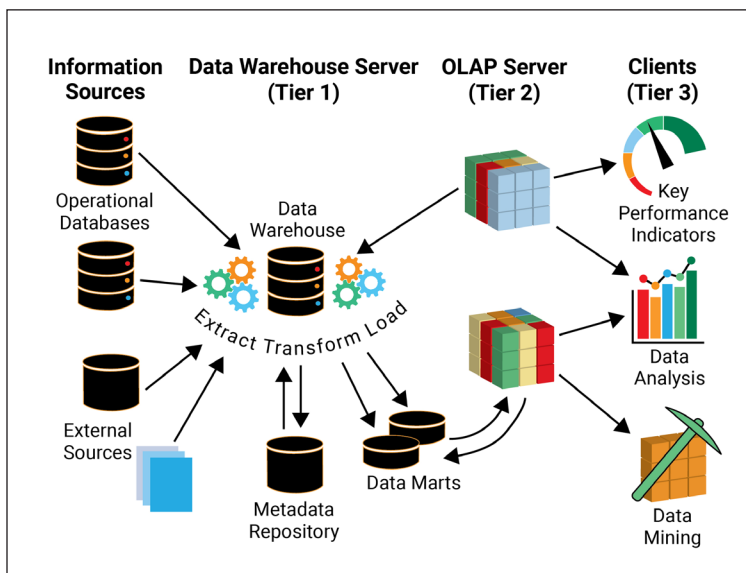 Information
Sources
Data Warehouse Server
(Tier 1)
OLAP Server
(Tier 2)
Clients
(Tier 3)
Operational
Databases
Data
Warehouse
Extract Transform Load
External
Sources
Metadata
Repository
Data Marts
Key
Performance
Indicators
Data
Analysis
Data
Mining